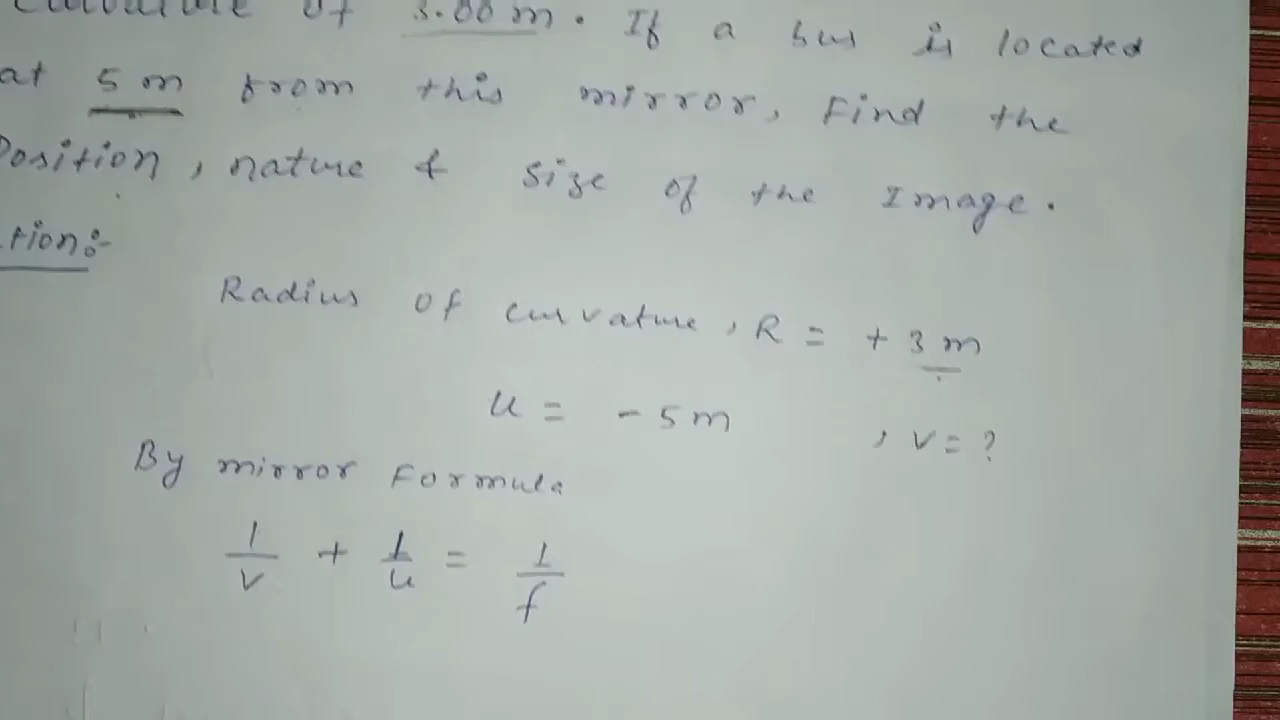 of 3.00 m. If a bus is located
at 5 m from this mirror, Find the
Position, nature & size of the Image.
tion:-
Radius of curvature, R = + 3 m
u = - 5 m , v = ?
By mirror Formula
1/v + 1/u = 1/f